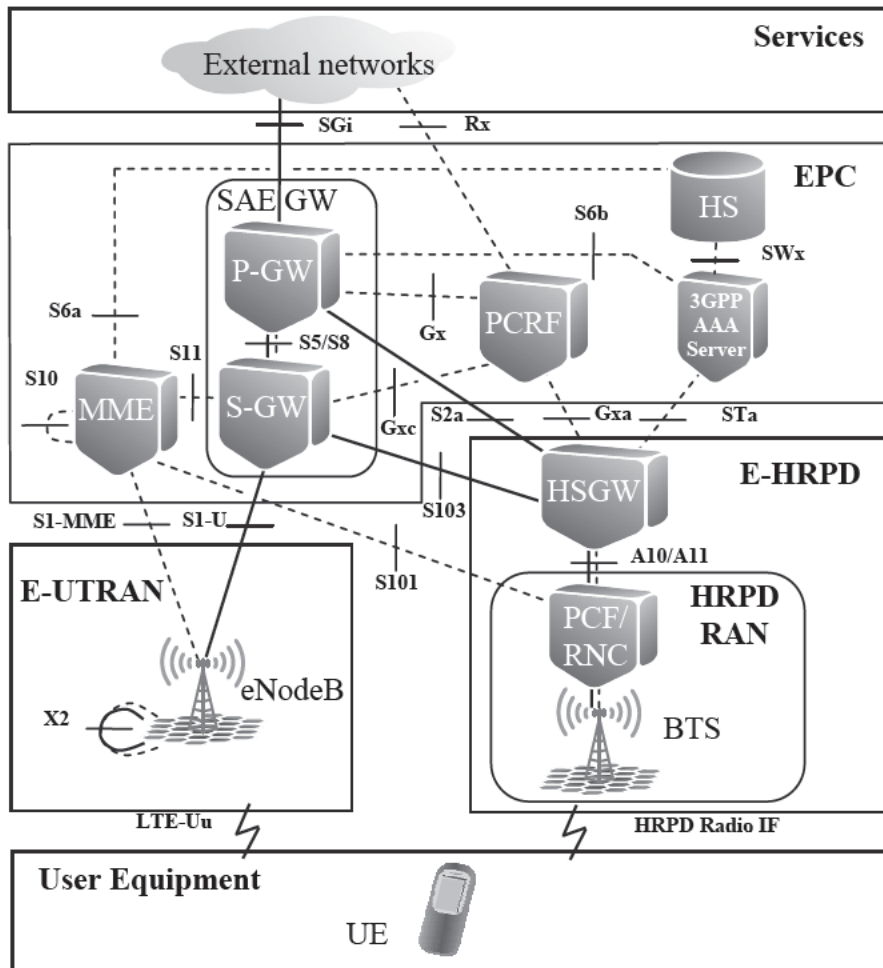 Services
External networks
SGi
Rx
EPC
SAE GW
HS
S6b
SWx
P-GW
S6a
Gx
PCRF
3GPP
AAA
Server
S5/S8
S11
S10
MME
S-GW
Gxc
S2a
Gxa
STa
E-HRPD
HSGW
S103
S1-MME
S1-U
A10/A11
S101
E-UTRAN
HRPD
RAN
PCF/
RNC
eNodeB
X2
BTS
LTE-Uu
HRPD Radio IF
User Equipment
UE